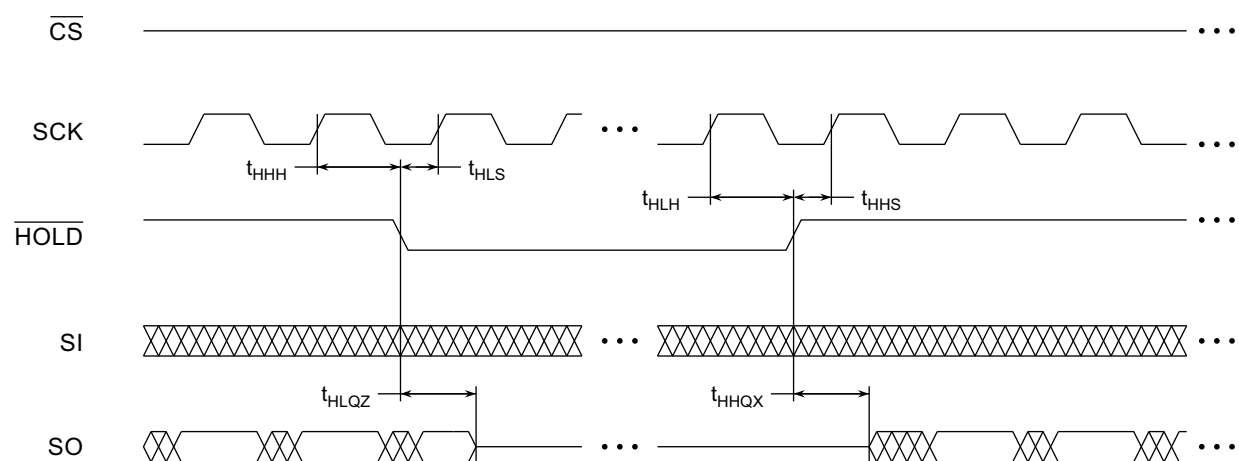 CS
SCK
tHHH
tHLS
tHLH
tHHS
HOLD
SI
tHLQZ
tHHQX
SO